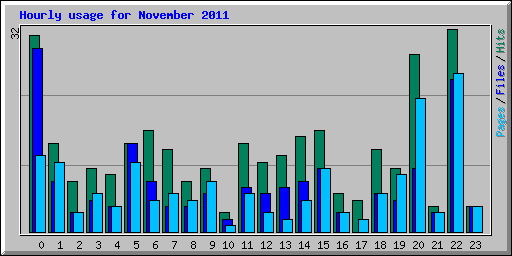 Hourly usage for November 2011
32
Pages / Files / Hits
0 1 2 3 4 5 6 7 8 9 10 11 12 13 14 15 16 17 18 19 20 21 22 23